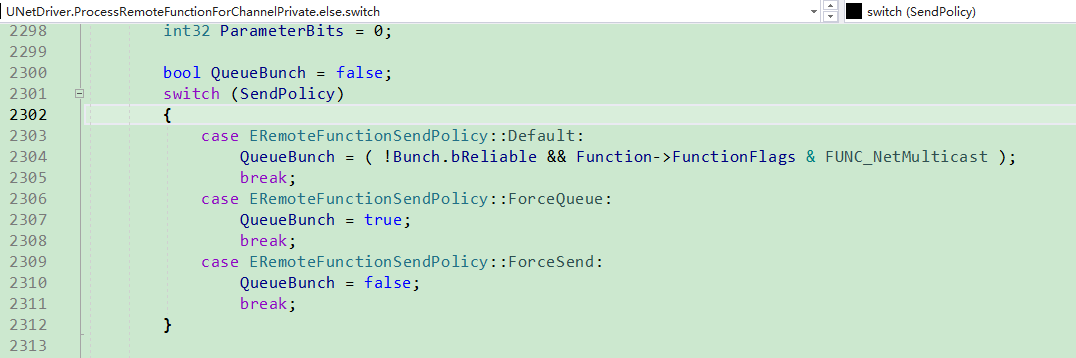 UNetDriver.ProcessRemoteFunctionForChannelPrivate.else.switch switch (SendPolicy)
2298 int32 ParameterBits = 0;
2299
2300 bool QueueBunch = false;
2301 switch (SendPolicy)
2302 {
2303 case ERemoteFunctionSendPolicy::Default:
2304 QueueBunch = ( !Bunch.bReliable && Function->FunctionFlags & FUNC_NetMulticast );
2305 break;
2306 case ERemoteFunctionSendPolicy::ForceQueue:
2307 QueueBunch = true;
2308 break;
2309 case ERemoteFunctionSendPolicy::ForceSend:
2310 QueueBunch = false;
2311 break;
2312 }
2313